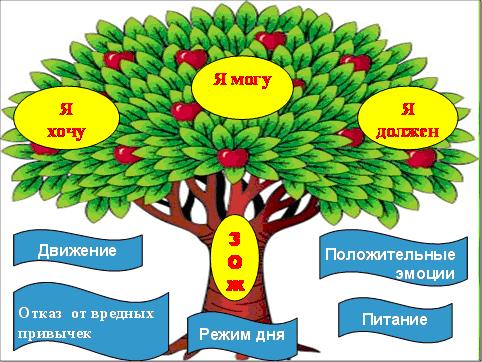 Я могу
Я
хочу
Я
должен
З
О
Ж
Движение
Положительные
эмоции
Отказ от вредных
привычек
Режим дня
Питание